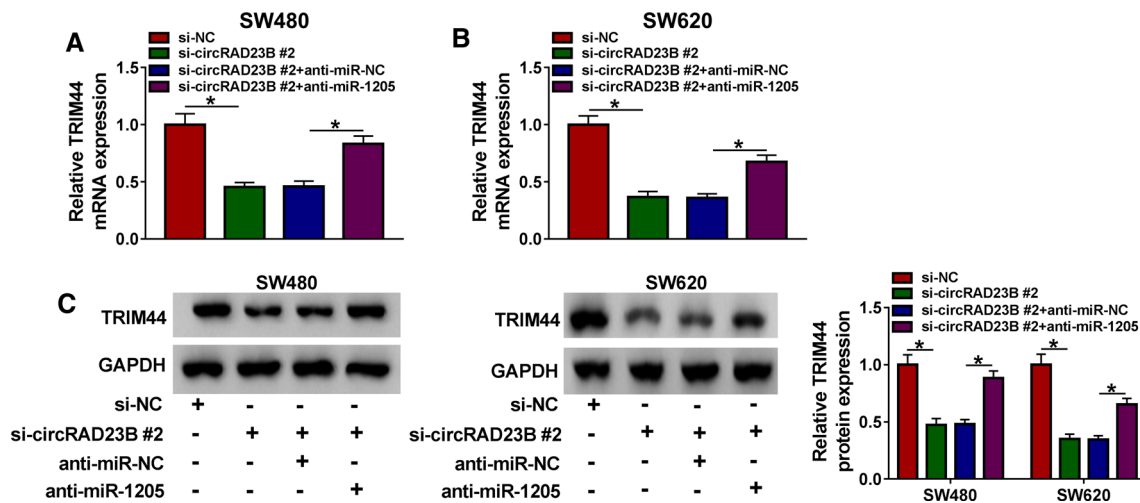 A
SW480
si-NC
si-circRAD23B #2
si-circRAD23B #2+anti-miR-NC
si-circRAD23B #2+anti-miR-1205
Relative TRIM44
mRNA expression
1.5
1.0
0.5
0.0
*
*
B
SW620
si-NC
si-circRAD23B #2
si-circRAD23B #2+anti-miR-NC
si-circRAD23B #2+anti-miR-1205
Relative TRIM44
mRNA expression
1.5
1.0
0.5
0.0
*
*
C
SW480
TRIM44
GAPDH
si-NC + - - -
si-circRAD23B #2 - + + +
anti-miR-NC - - + -
anti-miR-1205 - - - +
SW620
TRIM44
GAPDH
si-NC + - - -
si-circRAD23B #2 - + + +
anti-miR-NC - - + -
anti-miR-1205 - - - +
si-NC
si-circRAD23B #2
si-circRAD23B #2+anti-miR-NC
si-circRAD23B #2+anti-miR-1205
Relative TRIM44
protein expression
1.5
1.0
0.5
0.0
*
*
*
*
SW480 SW620